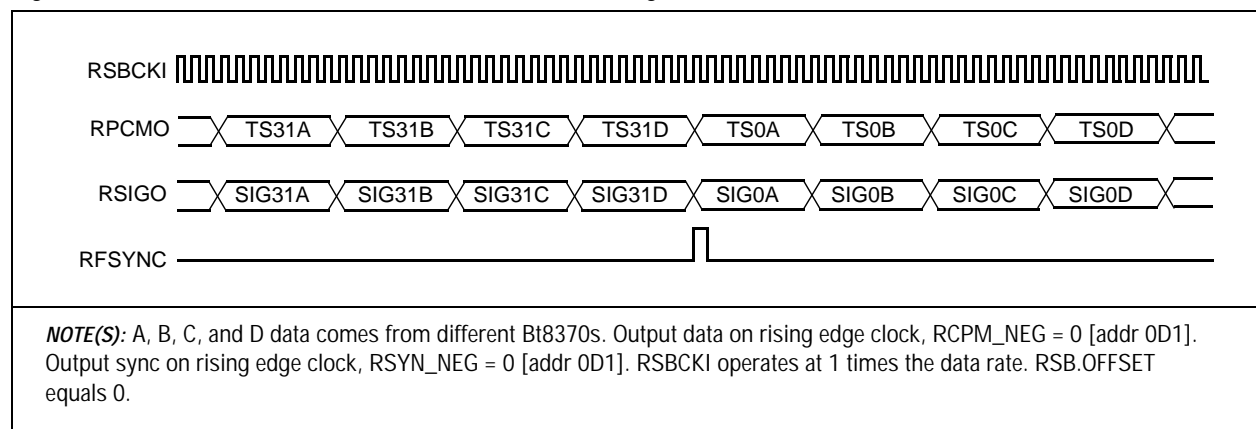 RSBCKI
RPCMO TS31A TS31B TS31C TS31D TS0A TS0B TS0C TS0D
RSIGO SIG31A SIG31B SIG31C SIG31D SIG0A SIG0B SIG0C SIG0D
RFSYNC
NOTE(S): A, B, C, and D data comes from different Bt8370s. Output data on rising edge clock, RCPM_NEG = 0 [addr 0D1].
Output sync on rising edge clock, RSYN_NEG = 0 [addr 0D1]. RSBCKI operates at 1 times the data rate. RSB.OFFSET
equals 0.